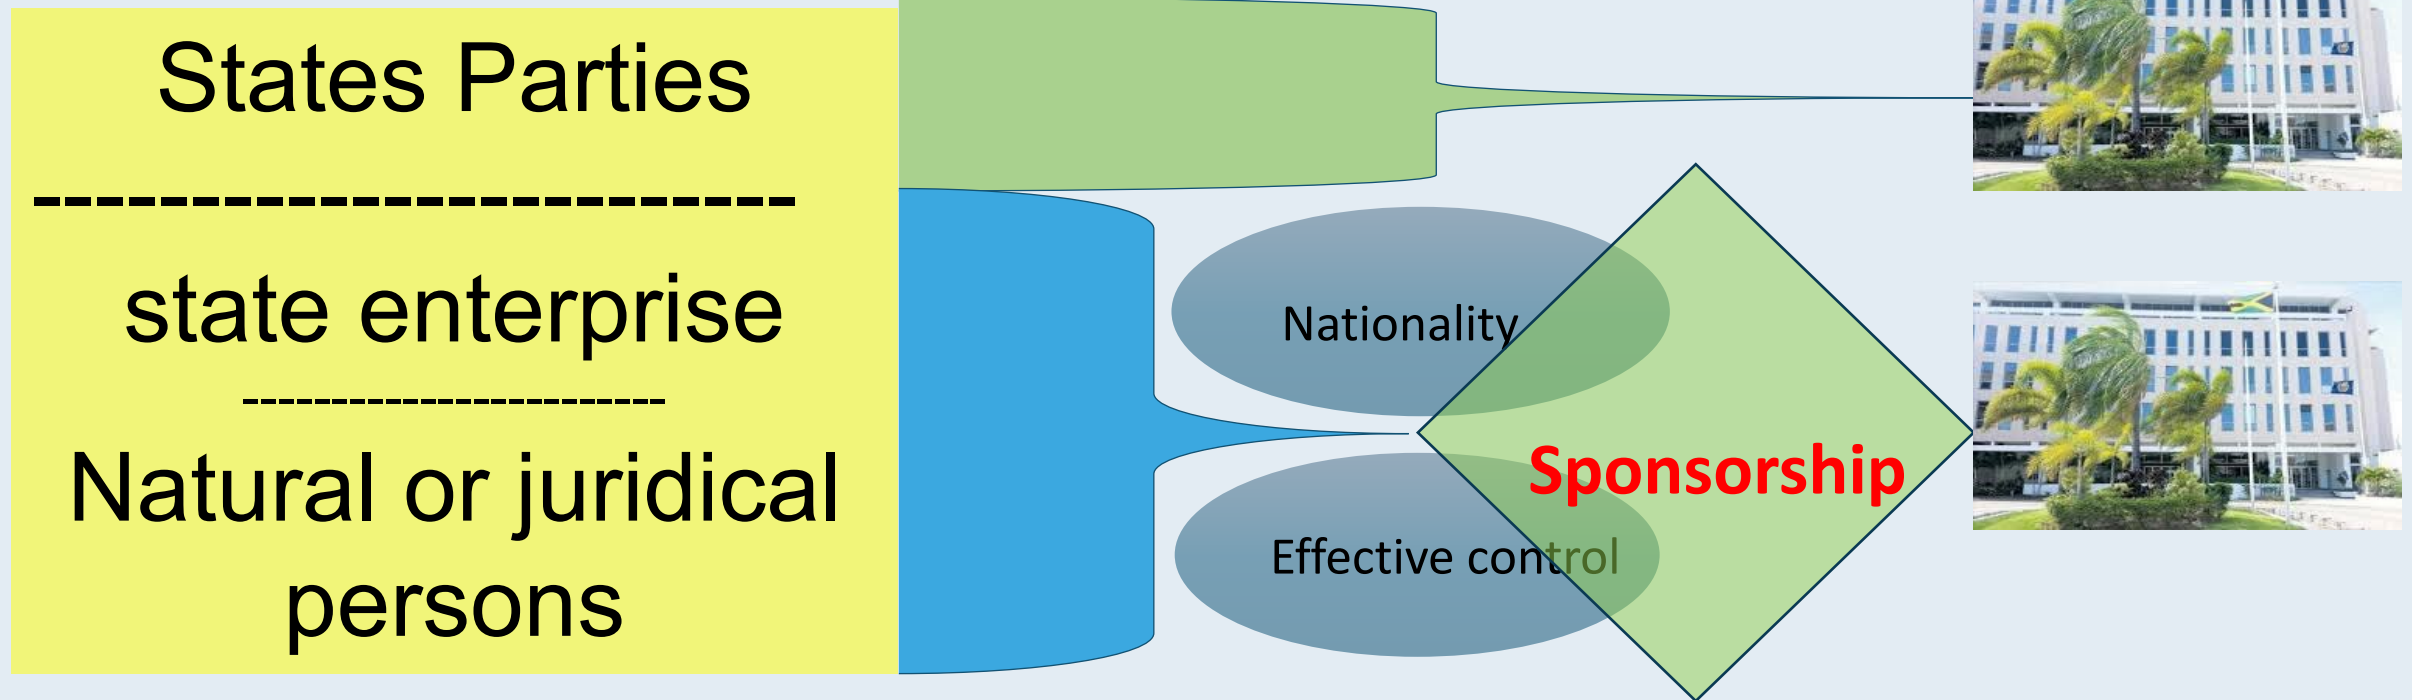 States Parties
------------------------
state enterprise
------------------------
Natural or juridical
persons
Nationality
Sponsorship
Effective control